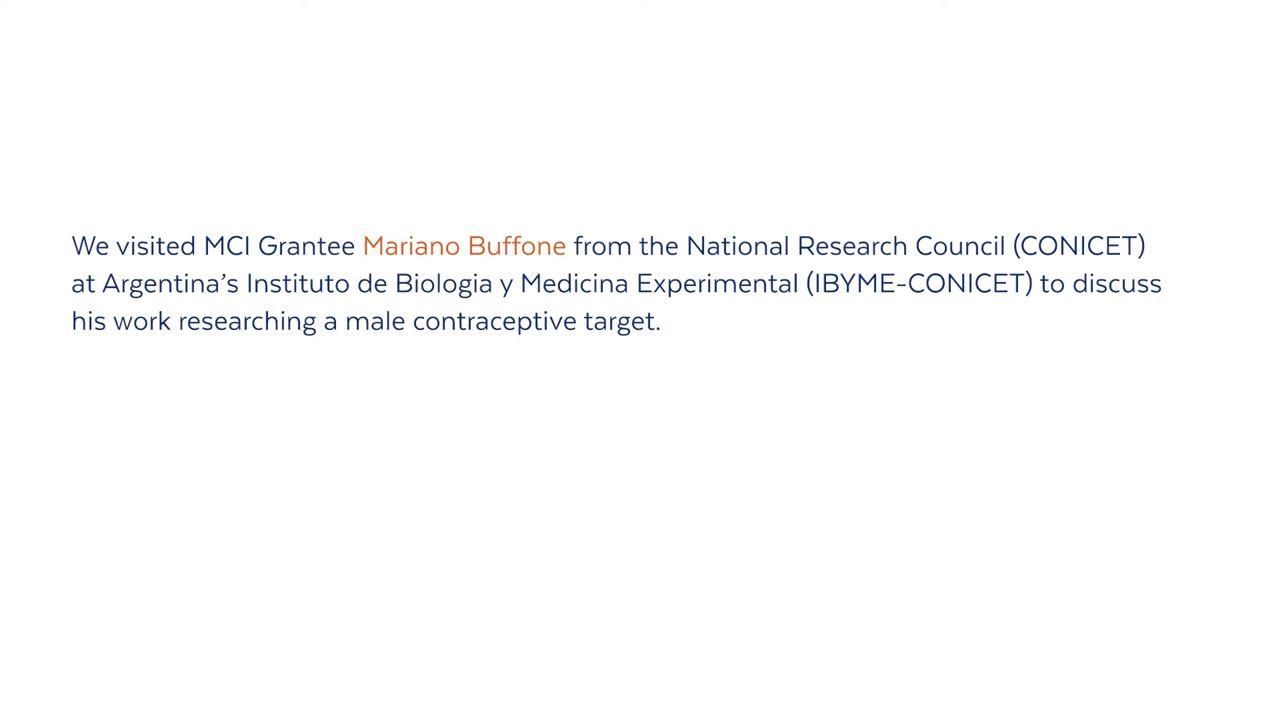 We visited MCI Grantee Mariano Buffone from the National Research Council (CONICET)
at Argentina’s Instituto de Biologia y Medicina Experimental (IBYME-CONICET) to discuss
his work researching a male contraceptive target.